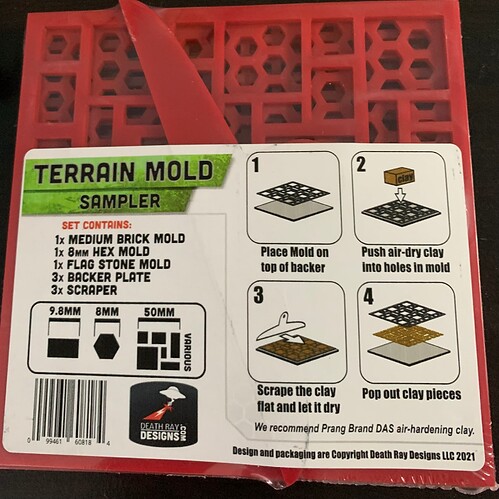 TERRAIN MOLD
SAMPLER
SET CONTAINS:
1x MEDIUM BRICK MOLD
1x 8MM HEX MOLD
1x FLAG STONE MOLD
3x BACKER PLATE
3x SCRAPER
9.8MM 8MM 50MM
VARIOUS
0 99461 60818 4
DEATH RAY
DESIGNS.COM
1
Place Mold on
top of backer
2
clay
Push air-dry clay
into holes in mold
3
Scrape the clay
flat and let it dry
4
Pop out clay pieces
We recommend Prang Brand DAS air-hardening clay.
Design and packaging are Copyright Death Ray Designs LLC 2021